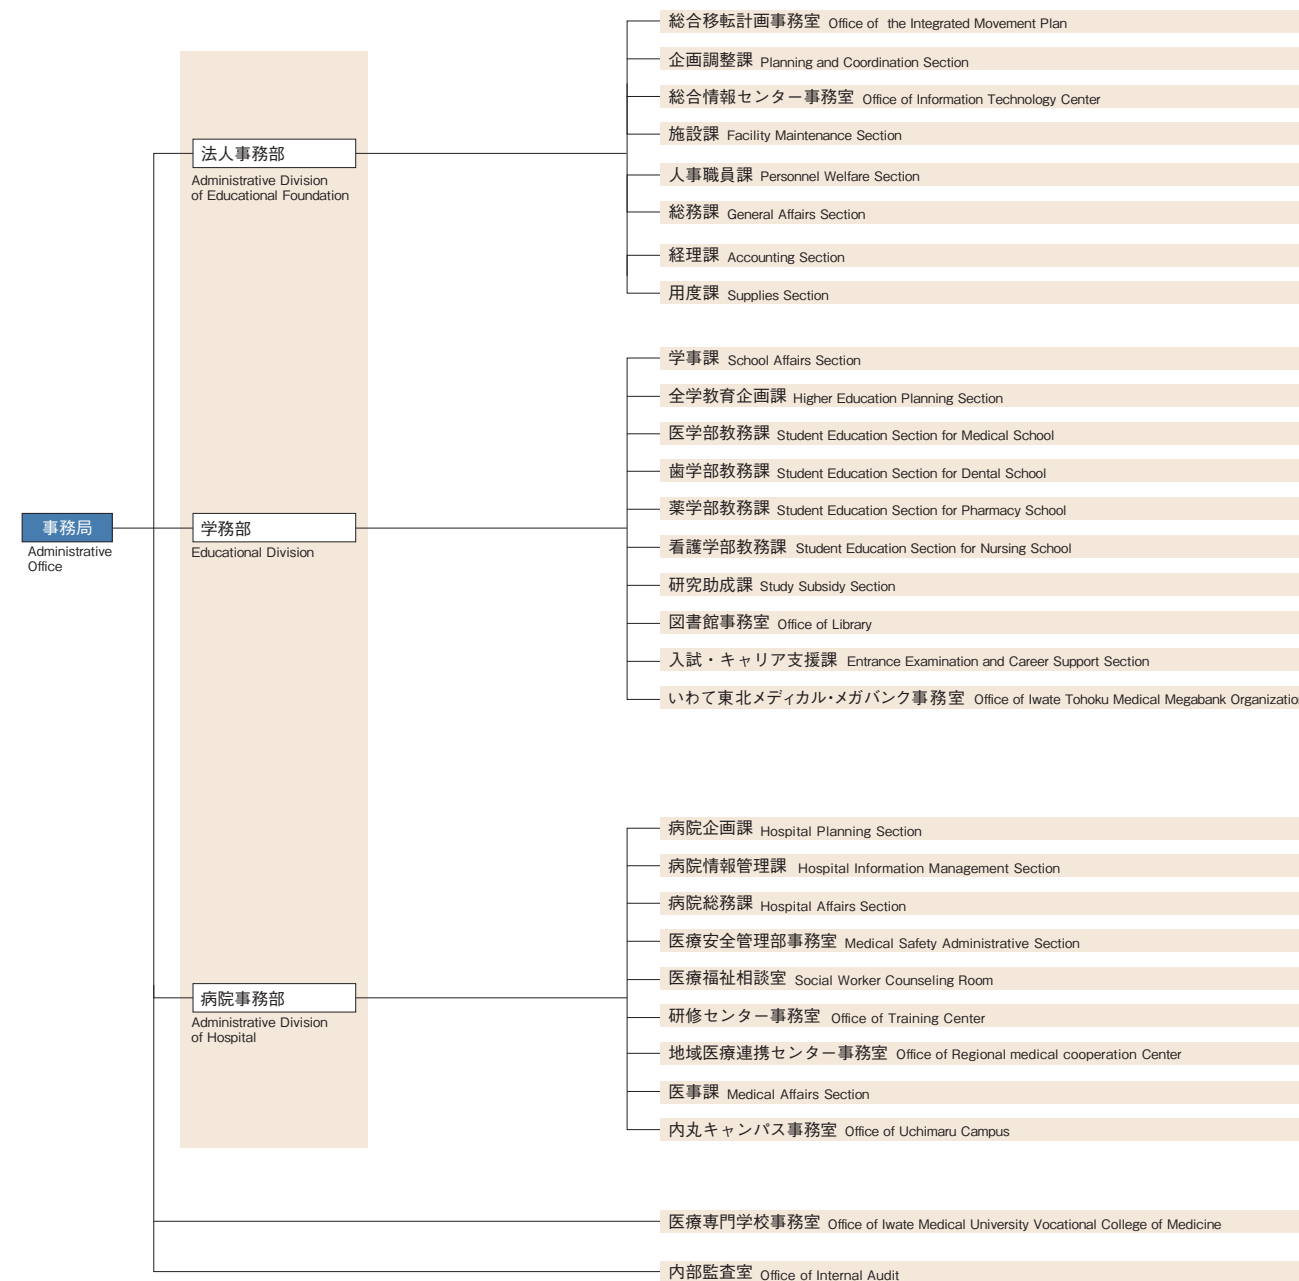 事務局
Administrative
Office
法人事務部
Administrative Division
of Educational Foundation
総合移転計画事務室 Office of the Integrated Movement Plan
企画調整課 Planning and Coordination Section
総合情報センター事務室 Office of Information Technology Center
施設課 Facility Maintenance Section
人事職員課 Personnel Welfare Section
総務課 General Affairs Section
経理課 Accounting Section
用度課 Supplies Section
学務部
Educational Division
学事課 School Affairs Section
全学教育企画課 Higher Education Planning Section
医学部教務課 Student Education Section for Medical School
歯学部教務課 Student Education Section for Dental School
薬学部教務課 Student Education Section for Pharmacy School
看護学部教務課 Student Education Section for Nursing School
研究助成課 Study Subsidy Section
図書館事務室 Office of Library
入試・キャリア支援課 Entrance Examination and Career Support Section
いわて東北メディカル・メガバンク事務室 Office of Iwate Tohoku Medical Megabank Organizatio
病院事務部
Administrative Division
of Hospital
病院企画課 Hospital Planning Section
病院情報管理課 Hospital Information Management Section
病院総務課 Hospital Affairs Section
医療安全管理部事務室 Medical Safety Administrative Section
医療福祉相談室 Social Worker Counseling Room
研修センター事務室 Office of Training Center
地域医療連携センター事務室 Office of Regional medical cooperation Center
医事課 Medical Affairs Section
内丸キャンパス事務室 Office of Uchimaru Campus
医療専門学校事務室 Office of Iwate Medical University Vocational College of Medicine
内部監査室 Office of Internal Audit